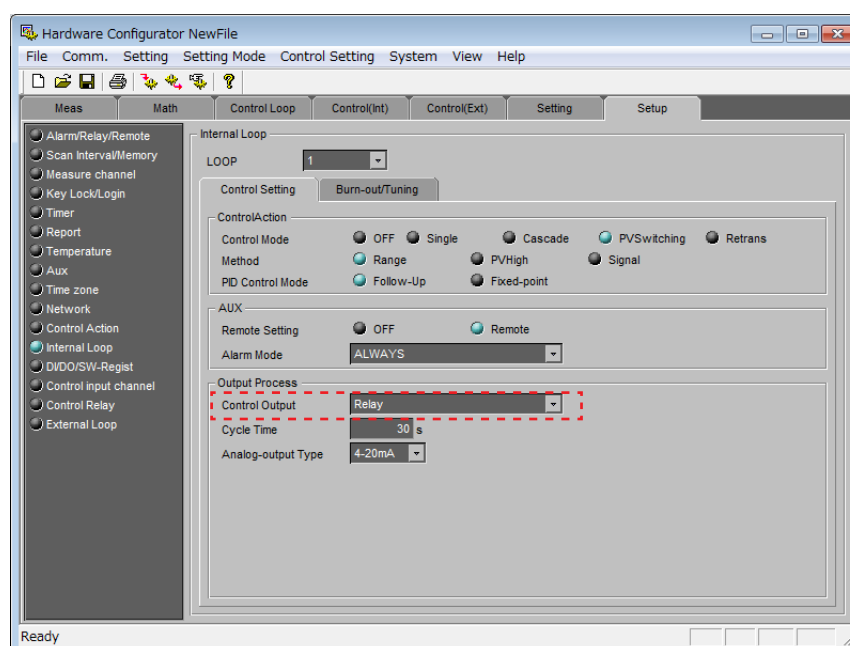 Hardware Configurator NewFile
File Comm. Setting Setting Mode Control Setting System View Help
Meas Math Control Loop Control(Int) Control(Ext) Setting Setup
Alarm/Relay/Remote
Scan Interval/Memory
Measure channel
Key Lock/Login
Timer
Report
Temperature
Aux
Time zone
Network
Control Action
Internal Loop
DI/DO/SW-Regist
Control input channel
Control Relay
External Loop
Internal Loop
LOOP 1
Control Setting Burn-out/Tuning
ControlAction
Control Mode OFF Single Cascade PVSwitching Retrans
Method Range PVHigh Signal
PID Control Mode Follow-Up Fixed-point
AUX
Remote Setting OFF Remote
Alarm Mode ALWAYS
Output Process
Control Output Relay
Cycle Time 30 s
Analog-output Type 4-20mA
Ready